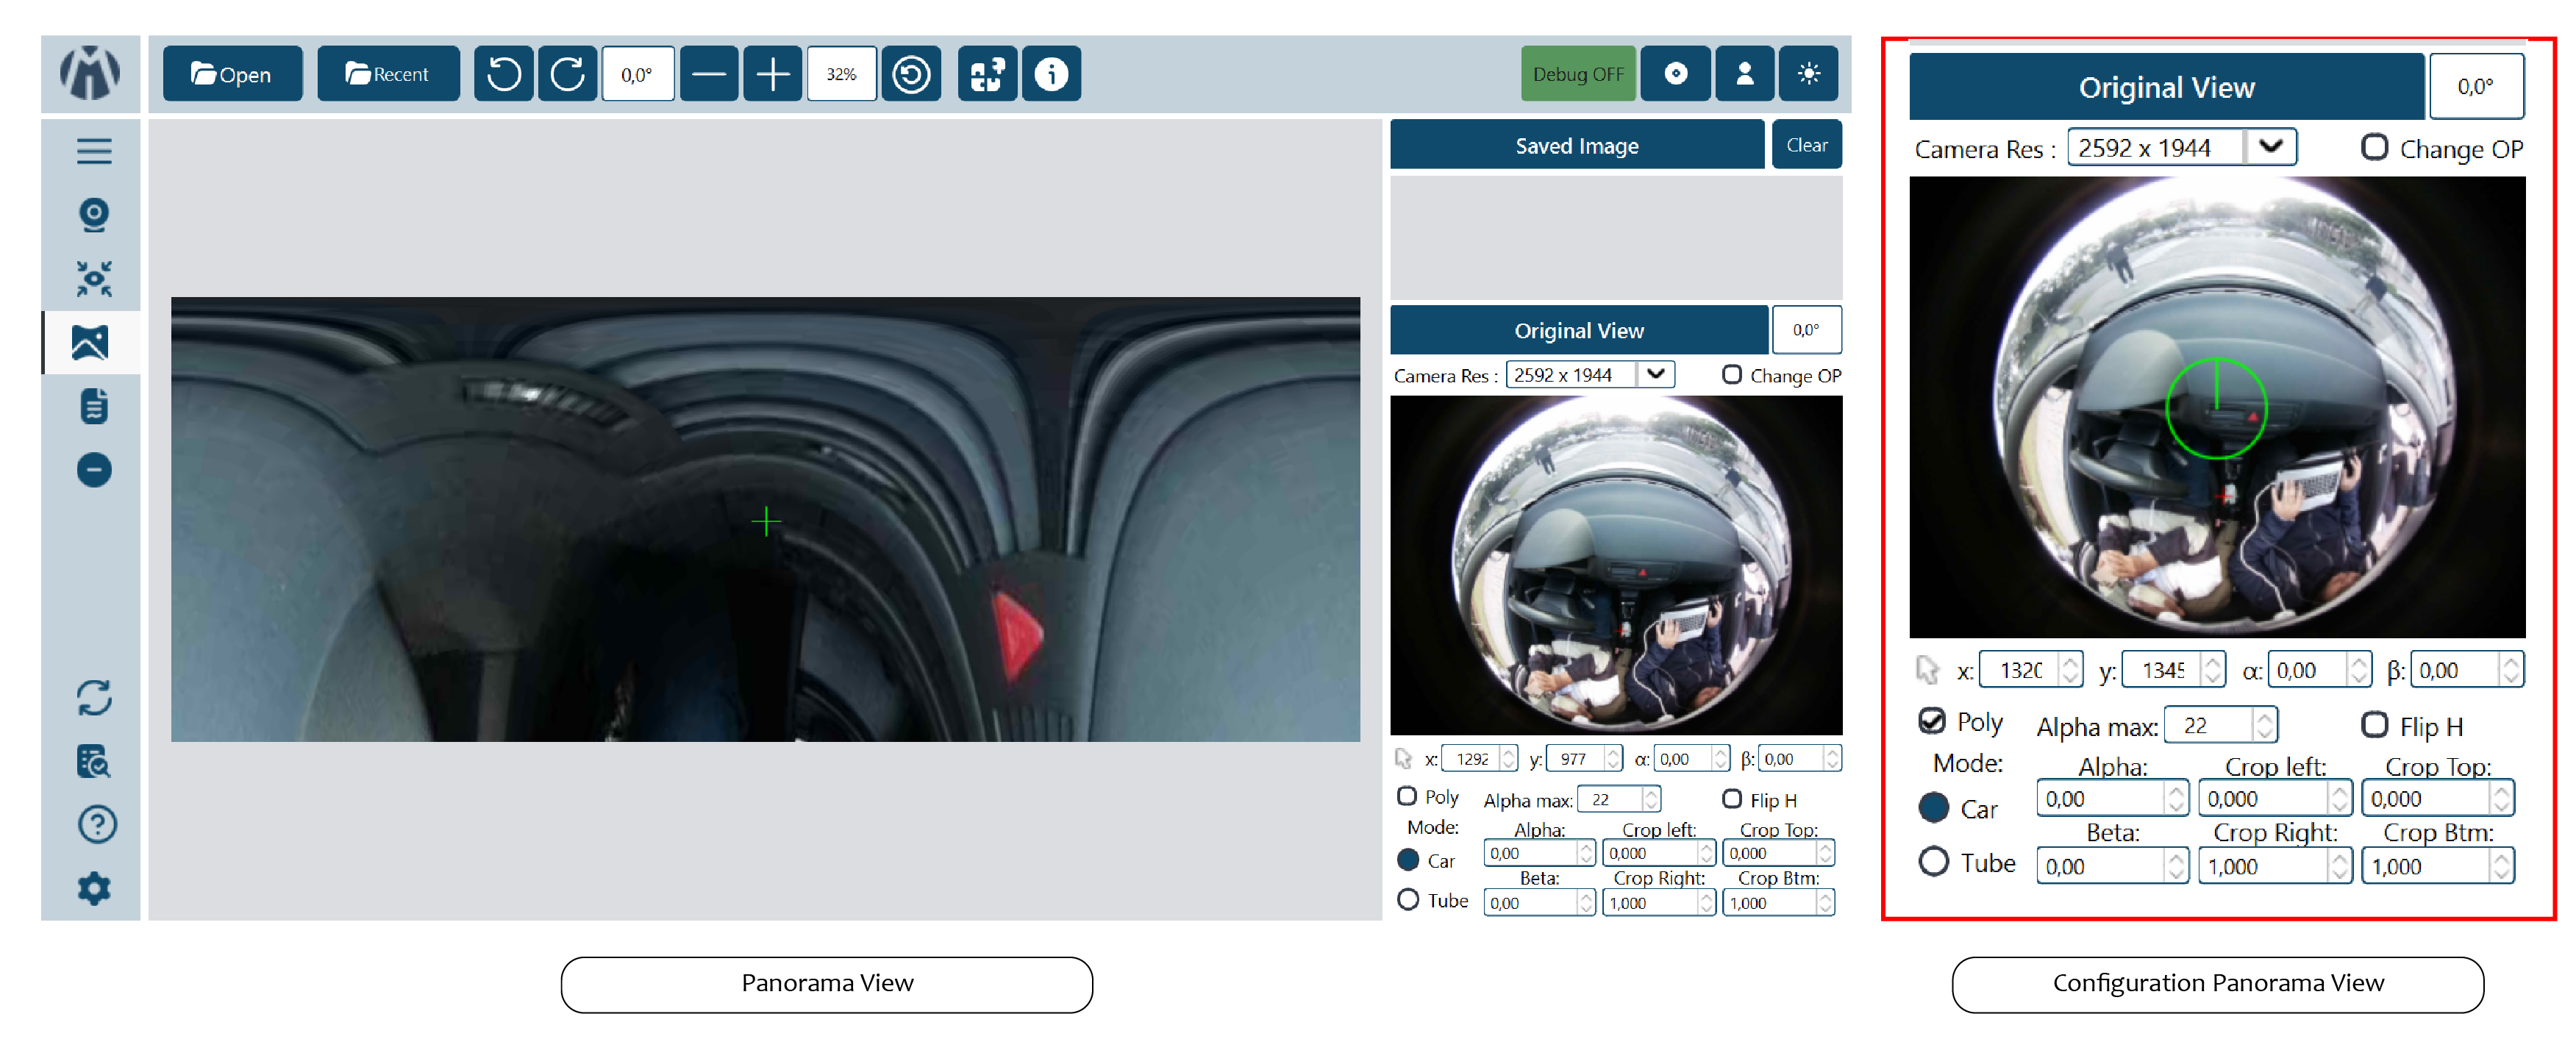 Open
Recent
0,0°
32%
Debug OFF
Saved Image
Clear
Original View
0,0°
Camera Res :
2592 x 1944
Change OP
x:
1292
y:
977
α:
0,00
β:
0,00
Poly
Alpha max:
22
Flip H
Mode:
Alpha:
Crop left:
Crop Top:
Car
0,00
0,000
0,000
Beta:
Crop Right:
Crop Btm:
Tube
0,00
1,000
1,000
Panorama View
Original View
0,0°
Camera Res :
2592 x 1944
Change OP
x:
1320
y:
1345
α:
0,00
β:
0,00
Poly
Alpha max:
22
Flip H
Mode:
Alpha:
Crop left:
Crop Top:
Car
0,00
0,000
0,000
Beta:
Crop Right:
Crop Btm:
Tube
0,00
1,000
1,000
Configuration Panorama View